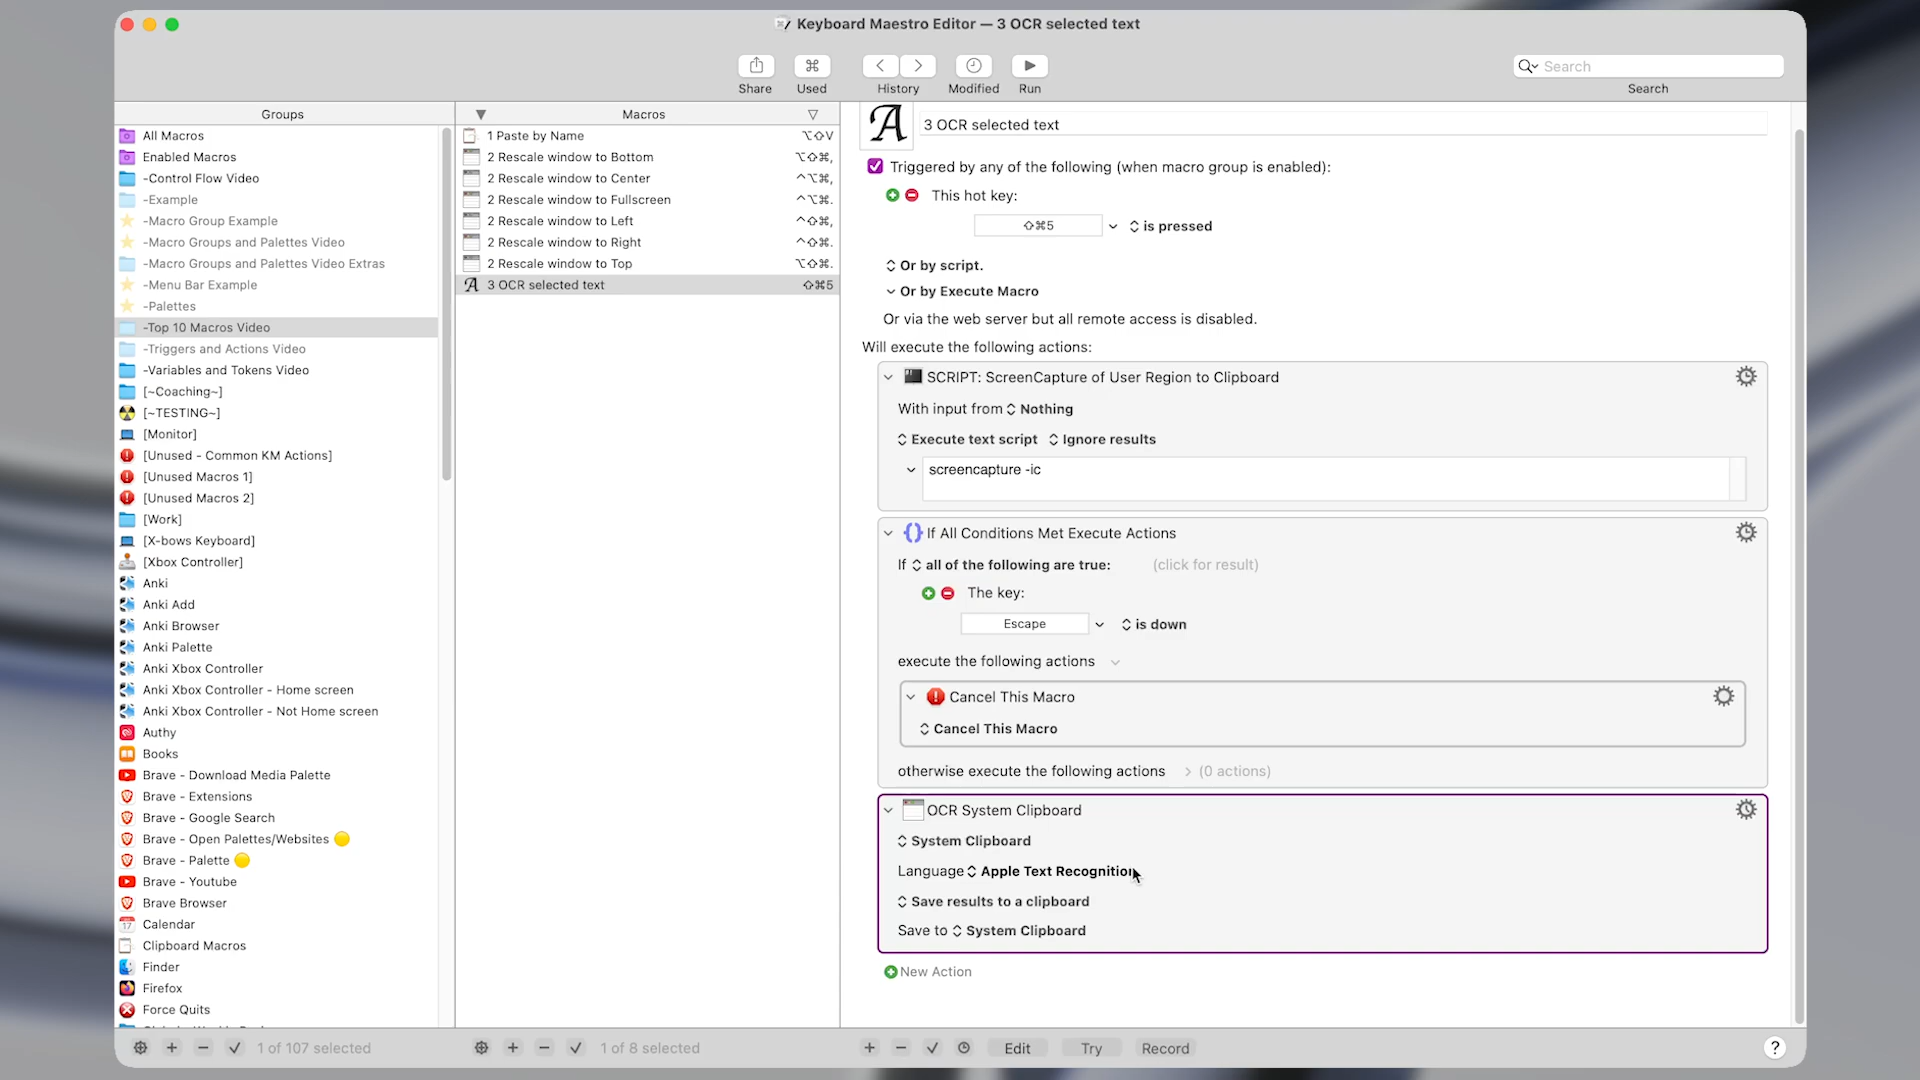 Keyboard Maestro Editor — 3 OCR selected text
Share
Used
History
Modified
Run
Search
Search
Groups
All Macros
Enabled Macros
-Control Flow Video
-Example
-Macro Group Example
-Macro Groups and Palettes Video
-Macro Groups and Palettes Video Extras
-Menu Bar Example
-Palettes
-Top 10 Macros Video
-Triggers and Actions Video
-Variables and Tokens Video
[~Coaching~]
[~TESTING~]
[Monitor]
[Unused - Common KM Actions]
[Unused Macros 1]
[Unused Macros 2]
[Work]
[X-bows Keyboard]
[Xbox Controller]
Anki
Anki Add
Anki Browser
Anki Palette
Anki Xbox Controller
Anki Xbox Controller - Home screen
Anki Xbox Controller - Not Home screen
Authy
Books
Brave - Download Media Palette
Brave - Extensions
Brave - Google Search
Brave - Open Palettes/Websites
Brave - Palette
Brave - Youtube
Brave Browser
Calendar
Clipboard Macros
Finder
Firefox
Force Quits
1 of 107 selected
Macros
1 Paste by Name ⌥⇧V
2 Rescale window to Bottom ⌥⇧⌘,
2 Rescale window to Center ^⌥⌘,
2 Rescale window to Fullscreen ^⌥⌘.
2 Rescale window to Left ^⇧⌘,
2 Rescale window to Right ^⇧⌘.
2 Rescale window to Top ⌥⇧⌘.
3 OCR selected text ⇧⌘5
1 of 8 selected
3 OCR selected text
Triggered by any of the following (when macro group is enabled):
This hot key:
⇧⌘5 is pressed
Or by script.
Or by Execute Macro
Or via the web server but all remote access is disabled.
Will execute the following actions:
SCRIPT: ScreenCapture of User Region to Clipboard
With input from Nothing
Execute text script Ignore results
screencapture -ic
If All Conditions Met Execute Actions
If all of the following are true: (click for result)
The key:
Escape is down
execute the following actions
Cancel This Macro
Cancel This Macro
otherwise execute the following actions (0 actions)
OCR System Clipboard
System Clipboard
Language Apple Text Recognition
Save results to a clipboard
Save to System Clipboard
New Action
Edit
Try
Record
?